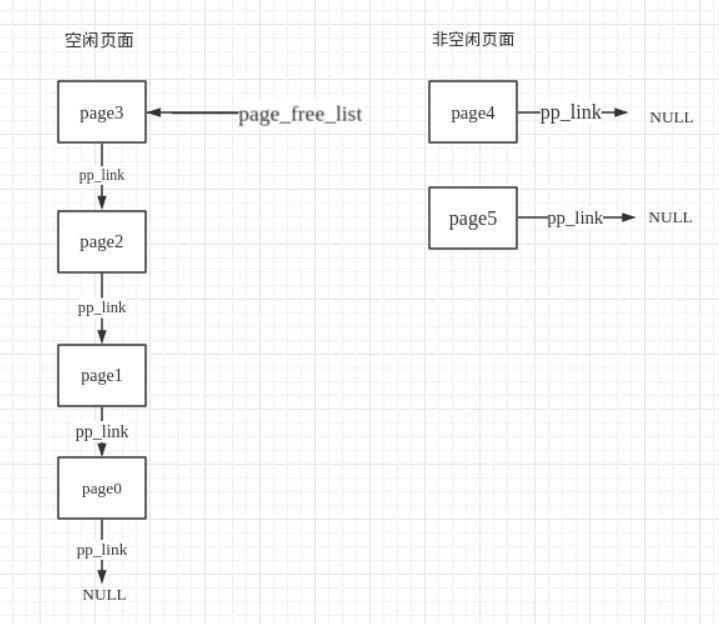 空闲页面
非空闲页面
page3
page_free_list
page4
pp_link
NULL
pp_link
page5
pp_link
NULL
page2
pp_link
page1
pp_link
page0
pp_link
NULL